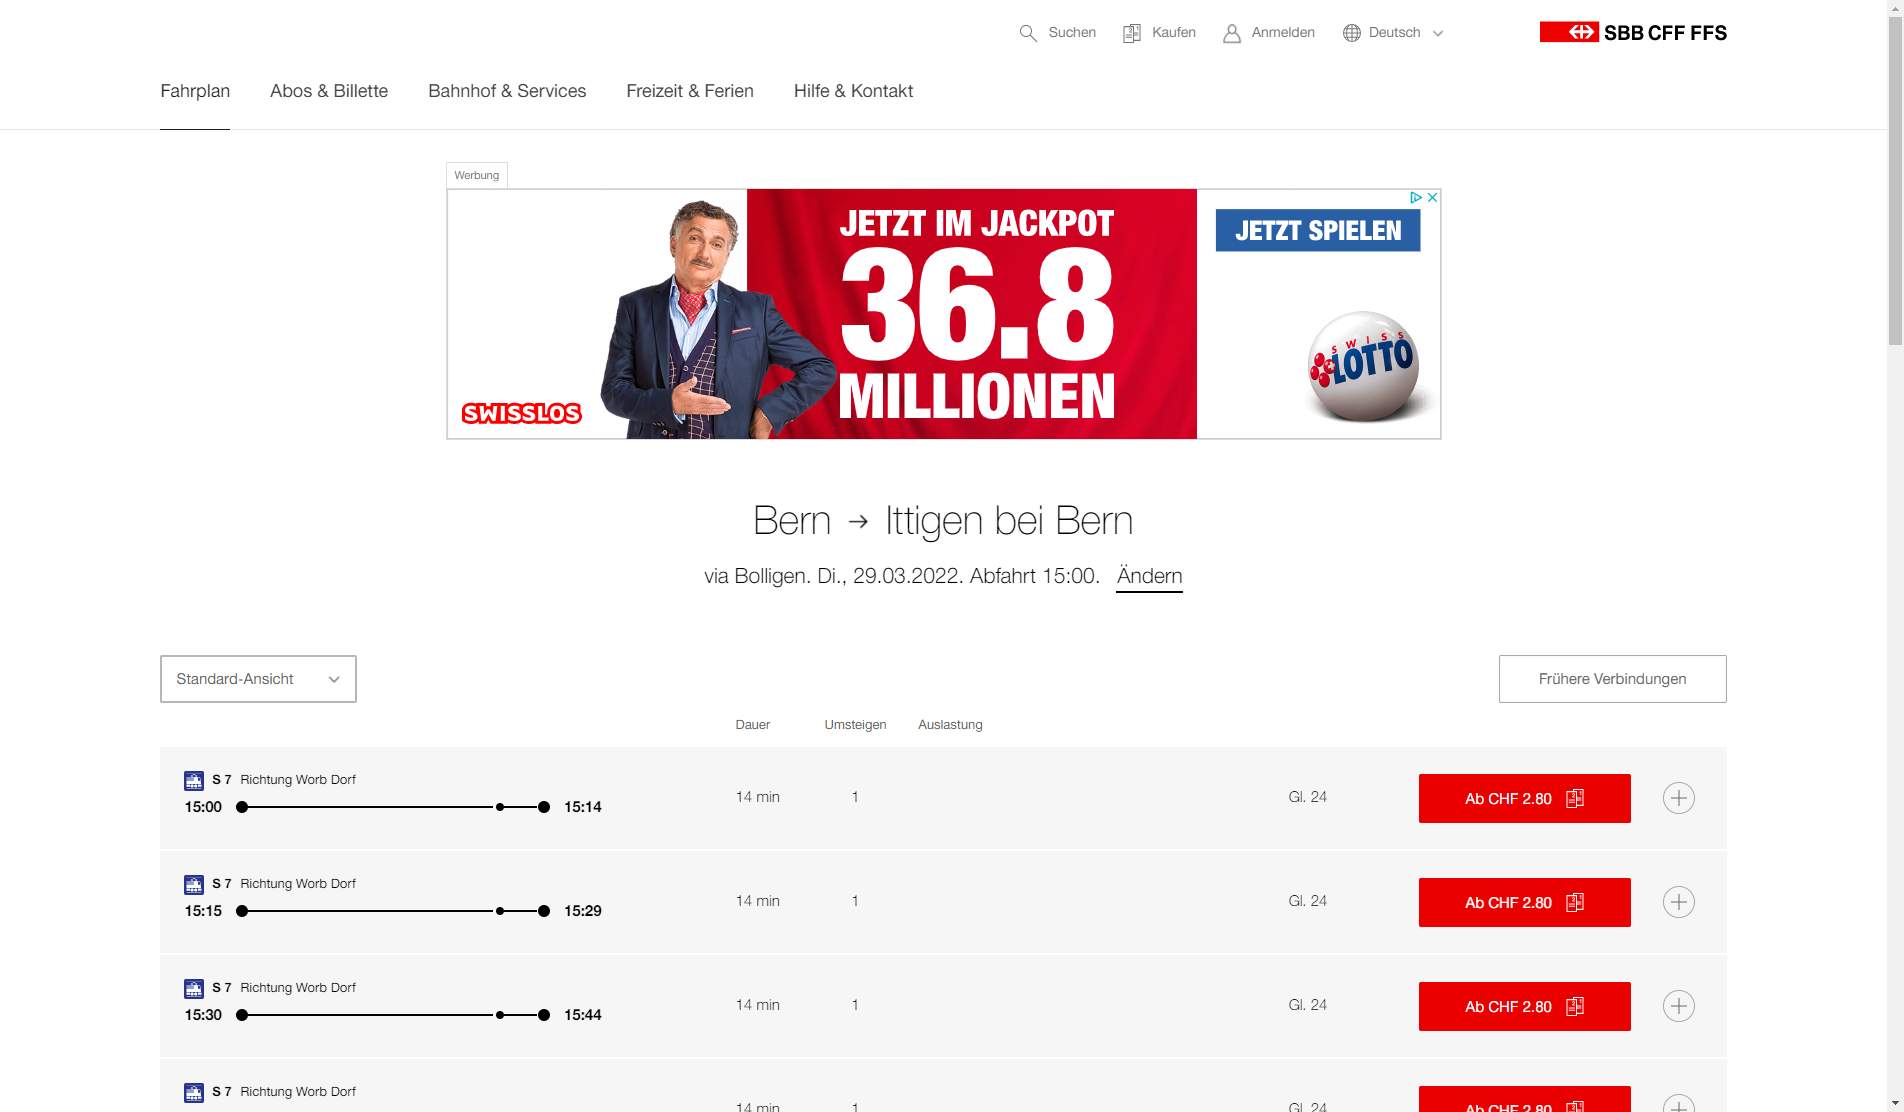 Suchen Kaufen Anmelden Deutsch SBB CFF FFS
Fahrplan Abos & Billette Bahnhof & Services Freizeit & Ferien Hilfe & Kontakt
Werbung
JETZT IM JACKPOT
36.8
MILLIONEN
SWISSLOS
JETZT SPIELEN
SWISS
LOTTO
Bern → Ittigen bei Bern
via Bolligen. Di., 29.03.2022. Abfahrt 15:00. Ändern
Standard-Ansicht Frühere Verbindungen
Dauer Umsteigen Auslastung
S 7 Richtung Worb Dorf
15:00 15:14 14 min 1 Gl. 24 Ab CHF 2.80
S 7 Richtung Worb Dorf
15:15 15:29 14 min 1 Gl. 24 Ab CHF 2.80
S 7 Richtung Worb Dorf
15:30 15:44 14 min 1 Gl. 24 Ab CHF 2.80
S 7 Richtung Worb Dorf
14 min 1 Gl. 24 Ab CHF 2.80